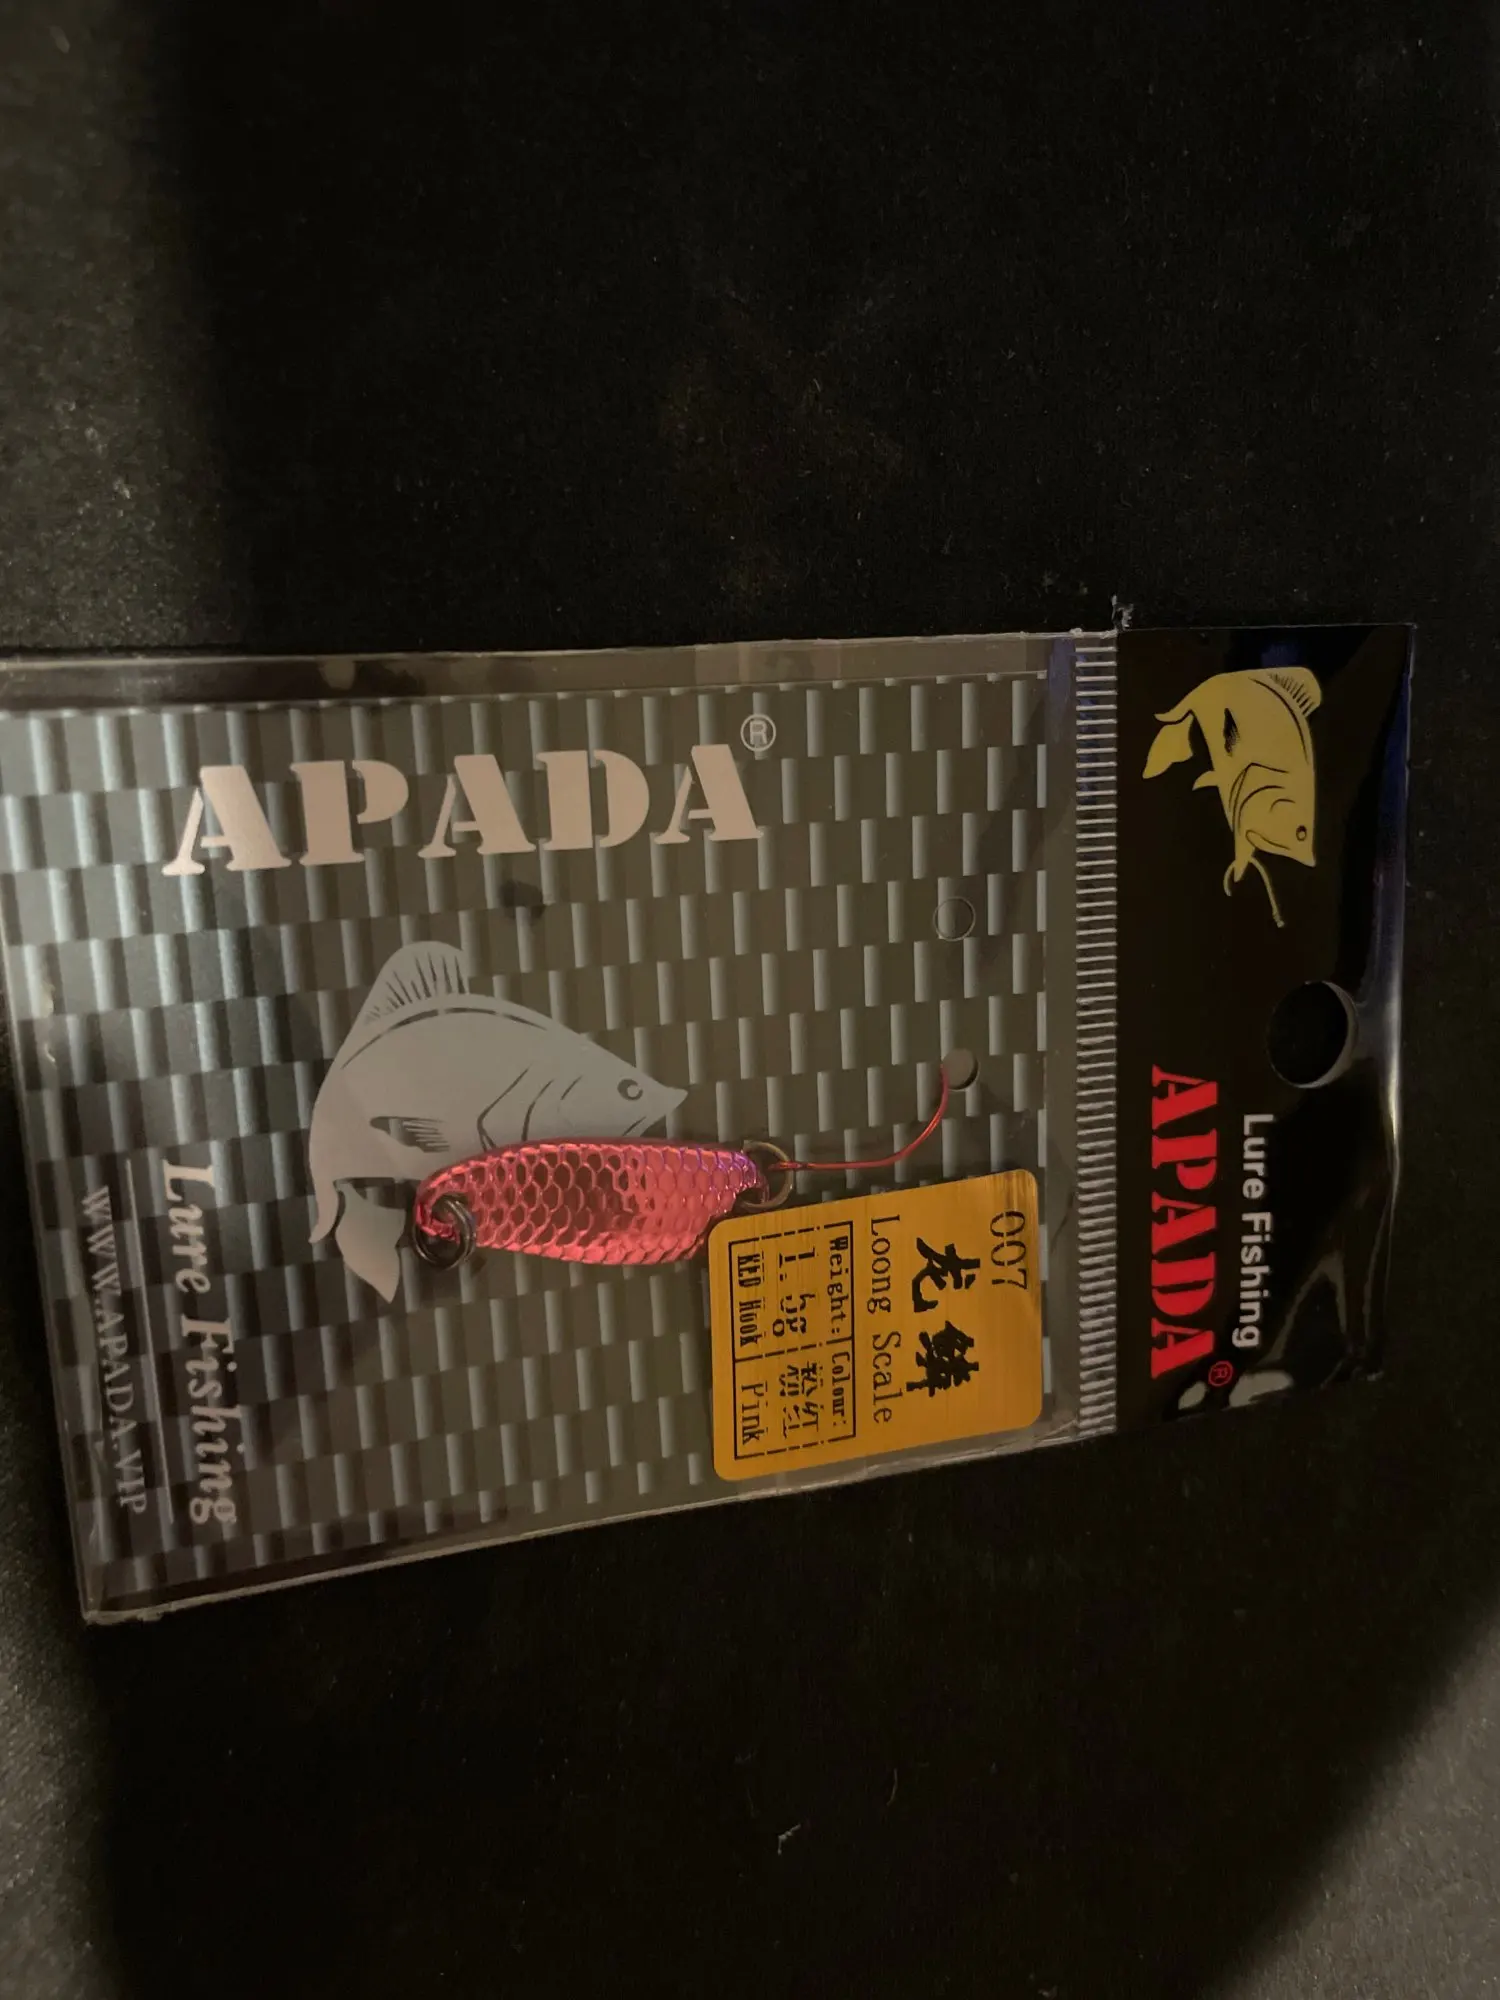 APADA®
Lure Fishing
WWW.APADA.VIP
007
龙鳞
Loong Scale
Weight: Colour:
1.5g 粉红
RED Hook Pink
Lure Fishing
APADA®